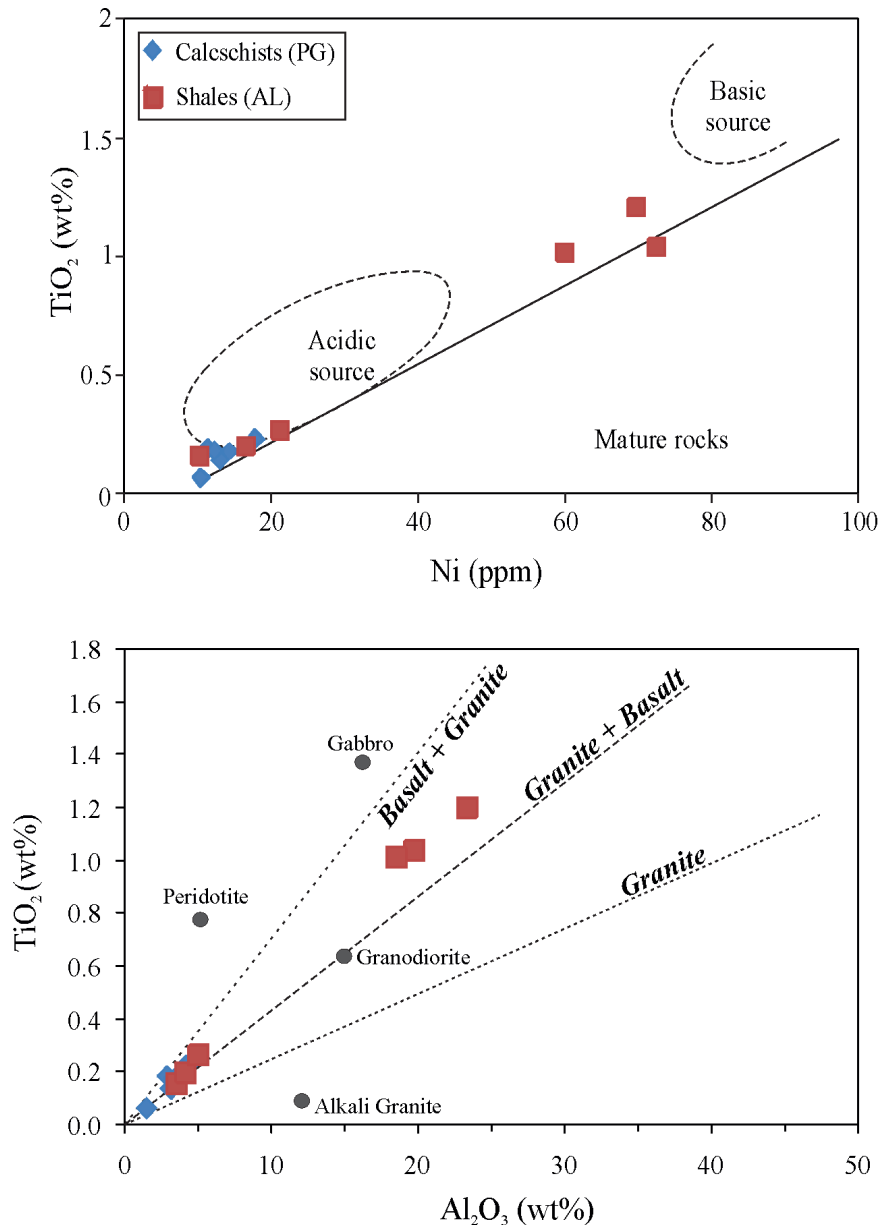 2
Calcschists (PG)
Shales (AL)
Basic
source
1.5
TiO₂ (wt%)
1
Acidic
source
0.5
Mature rocks
0
0 20 40 60 80 100
Ni (ppm)
1.8
1.6
Basalt + Granite
Granite + Basalt
Gabbro
1.4
1.2
1.0
Granite
TiO₂ (wt%)
Peridotite
0.8
Granodiorite
0.6
0.4
0.2
Alkali Granite
0.0
0 10 20 30 40 50
Al₂O₃ (wt%)